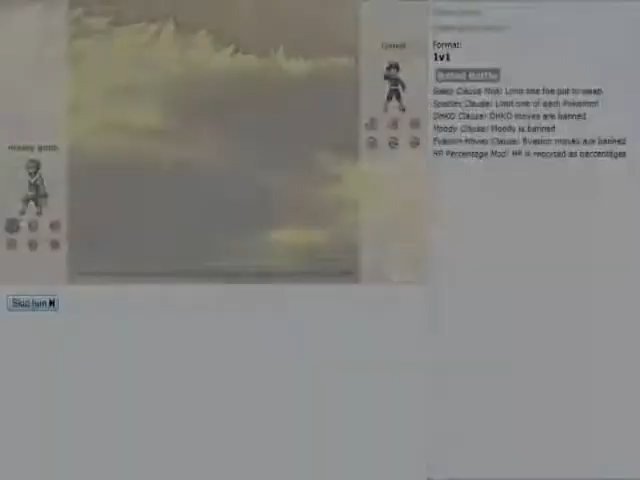 Format:
1v1
Rated Battle
Sleep Clause Mod: Limit one foe put to sleep
Species Clause: Limit one of each Pokémon
OHKO Clause: OHKO moves are banned
Moody Clause: Moody is banned
Evasion Moves Clause: Evasion moves are banned
HP Percentage Mod: HP is reported as percentages
Skip turn